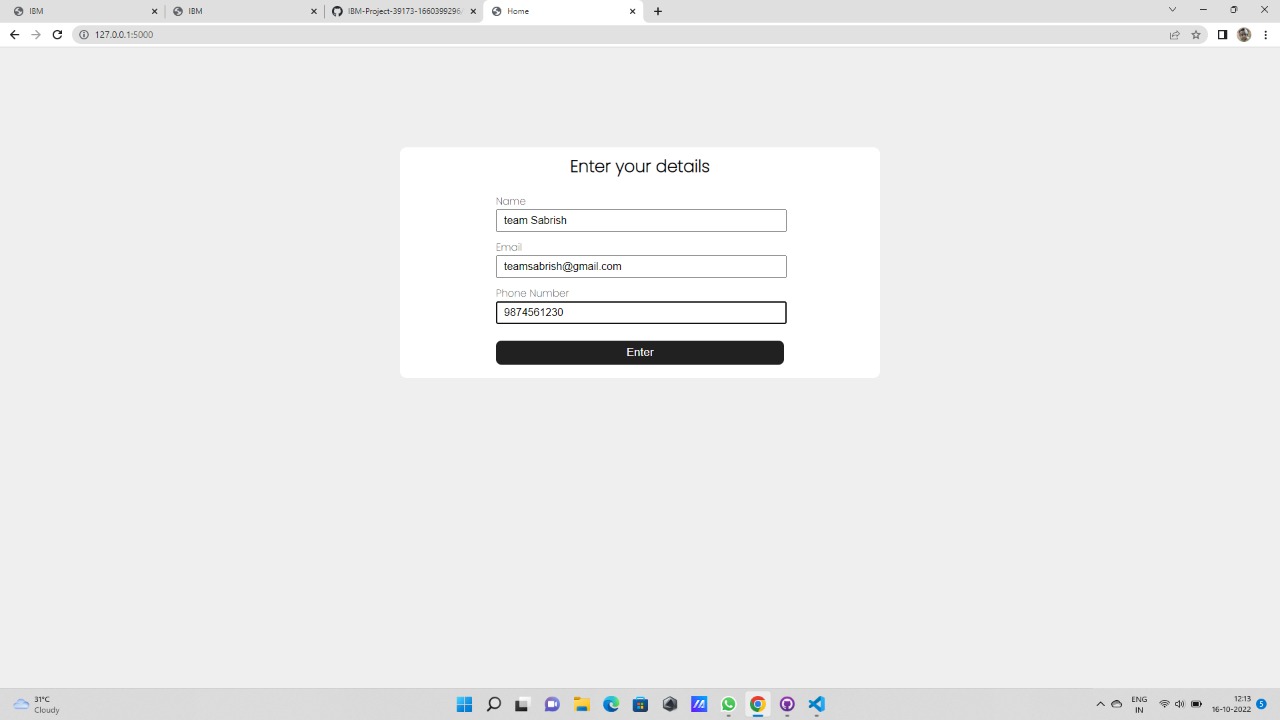 IBM
IBM
IBM-Project-39173-1660399296
Home
127.0.0.1:5000
Enter your details
Name
team Sabrish
Email
teamsabrish@gmail.com
Phone Number
9874561230
Enter
31°C
Cloudy
ENG
IN
12:13
16-10-2022
5